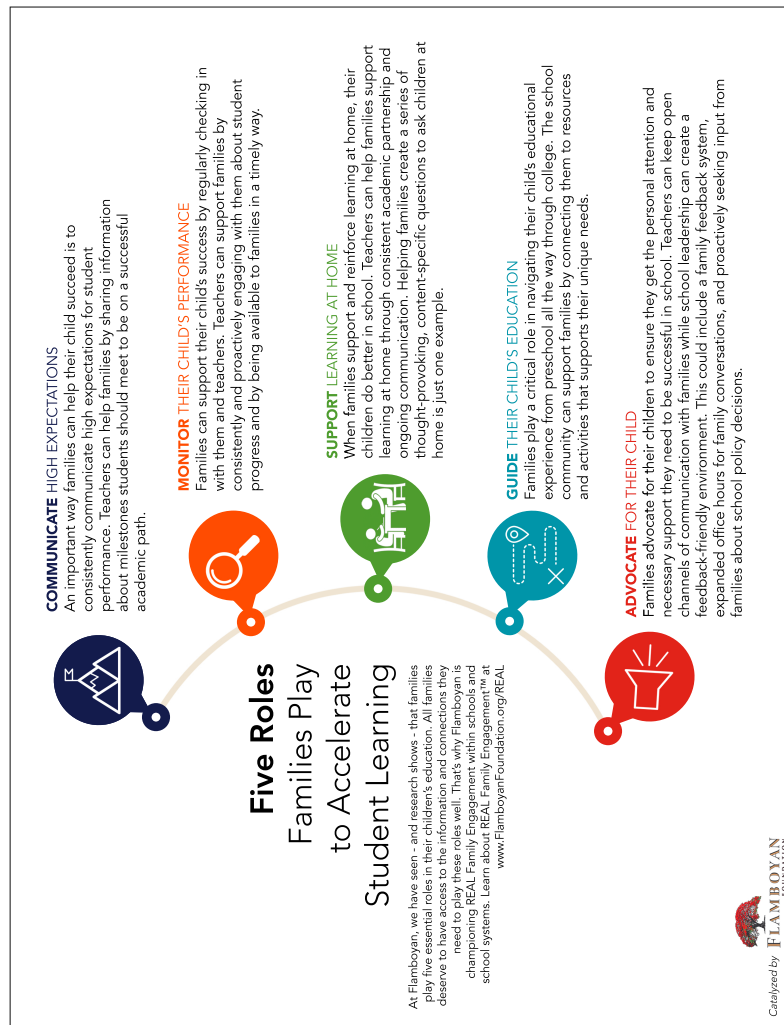 Five Roles
Families Play
to Accelerate
Student Learning
At Flamboyan, we have seen - and research shows - that families
play five essential roles in their children's education. All families
deserve to have access to the information and connections they
need to play these roles well. That's why Flamboyan is
championing REAL Family Engagement within schools and
school systems. Learn about REAL Family Engagement™ at
www.FlamboyanFoundation.org/REAL
COMMUNICATE HIGH EXPECTATIONS
An important way families can help their child succeed is to
consistently communicate high expectations for student
performance. Teachers can help families by sharing information
about milestones students should meet to be on a successful
academic path.
MONITOR THEIR CHILD'S PERFORMANCE
Families can support their child's success by regularly checking in
with them and teachers. Teachers can support families by
consistently and proactively engaging with them about student
progress and by being available to families in a timely way.
SUPPORT LEARNING AT HOME
When families support and reinforce learning at home, their
children do better in school. Teachers can help families support
learning at home through consistent academic partnership and
ongoing communication. Helping families create a series of
thought-provoking, content-specific questions to ask children at
home is just one example.
GUIDE THEIR CHILD'S EDUCATION
Families play a critical role in navigating their child's educational
experience from preschool all the way through college. The school
community can support families by connecting them to resources
and activities that supports their unique needs.
ADVOCATE FOR THEIR CHILD
Families advocate for their children to ensure they get the personal attention and
necessary support they need to be successful in school. Teachers can keep open
channels of communication with families while school leadership can create a
feedback-friendly environment. This could include a family feedback system,
expanded office hours for family conversations, and proactively seeking input from
families about school policy decisions.
Catalyzed by FLAMBOYAN